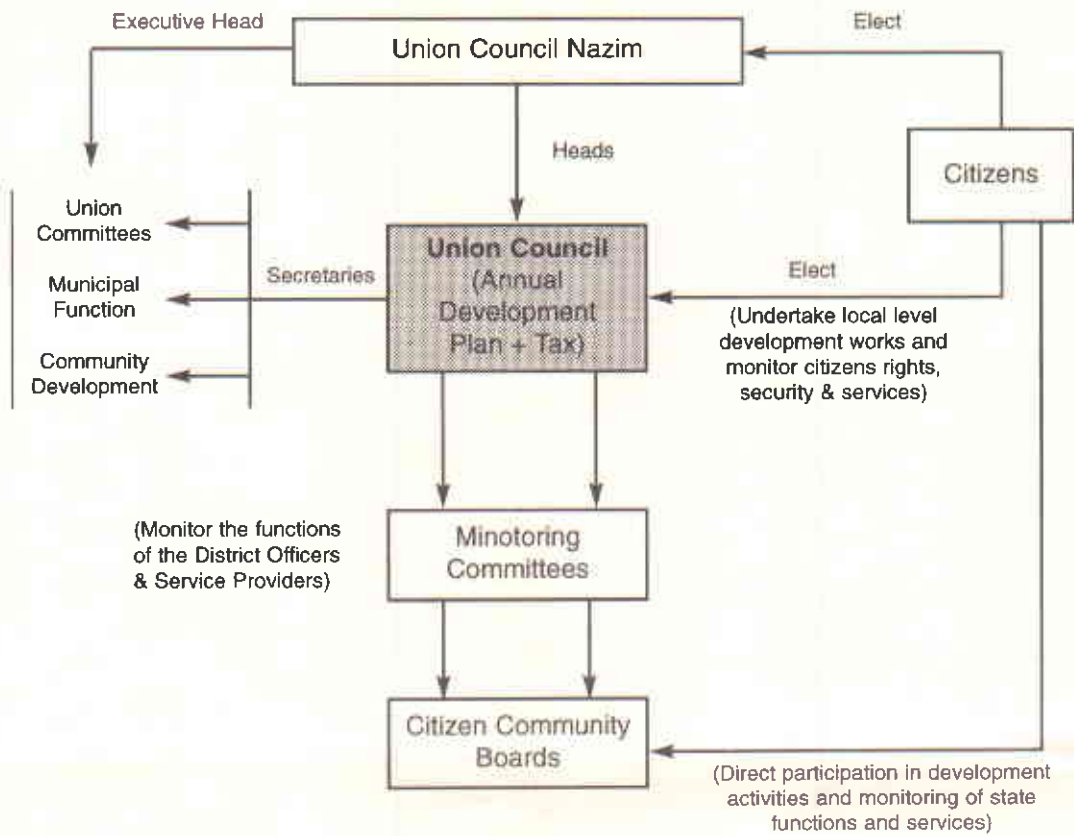 Executive Head
Union Council Nazim
Elect
Heads
Citizens
Union
Committees
Municipal
Function
Community
Development
Secretaries
Union Council
(Annual
Development
Plan + Tax)
Elect
(Undertake local level
development works and
monitor citizens rights,
security & services)
(Monitor the functions
of the District Officers
& Service Providers)
Minotoring
Committees
Citizen Community
Boards
(Direct participation in development
activities and monitoring of state
functions and services)